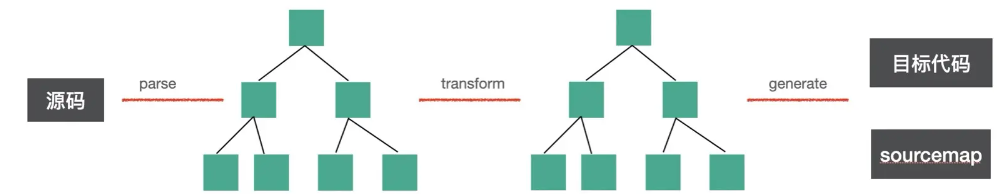 源码
parse
transform
generate
目标代码
sourcemap